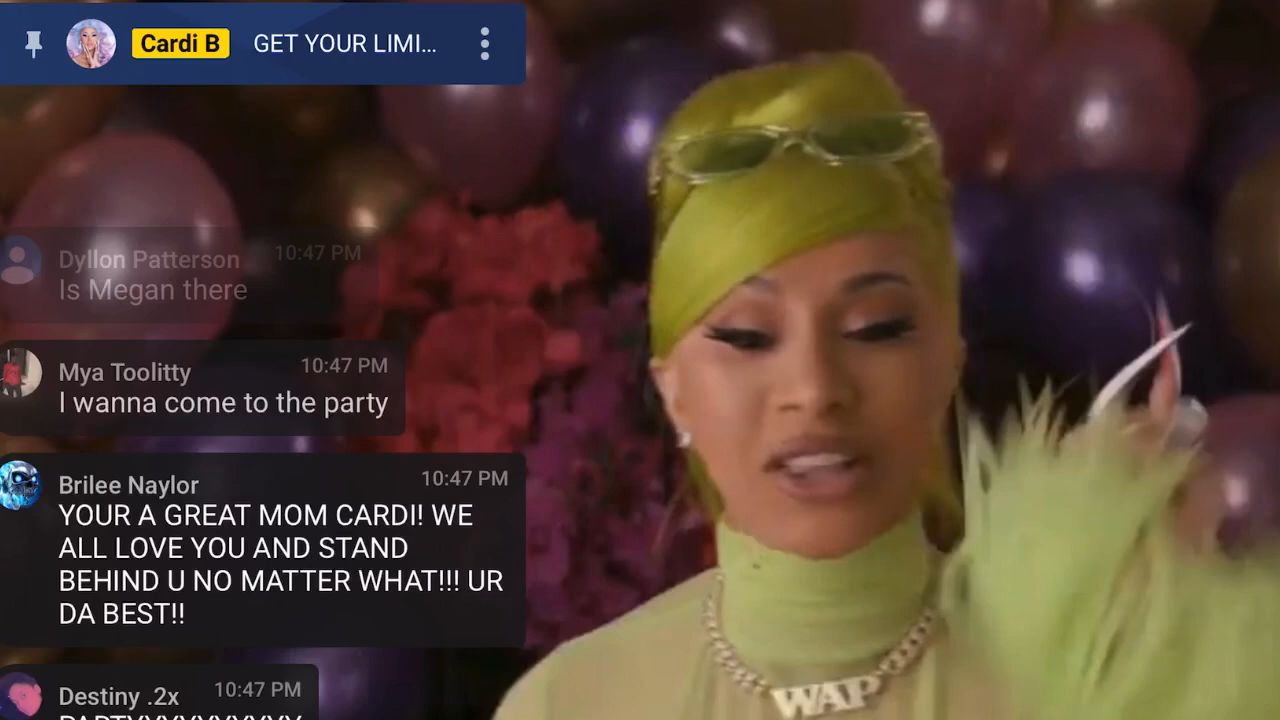 Cardi B GET YOUR LIMI...
Dyllon Patterson 10:47 PM
Is Megan there
Mya Toolitty 10:47 PM
I wanna come to the party
Brilee Naylor 10:47 PM
YOUR A GREAT MOM CARDI! WE
ALL LOVE YOU AND STAND
BEHIND U NO MATTER WHAT!!! UR
DA BEST!!
Destiny .2x 10:47 PM
WAP